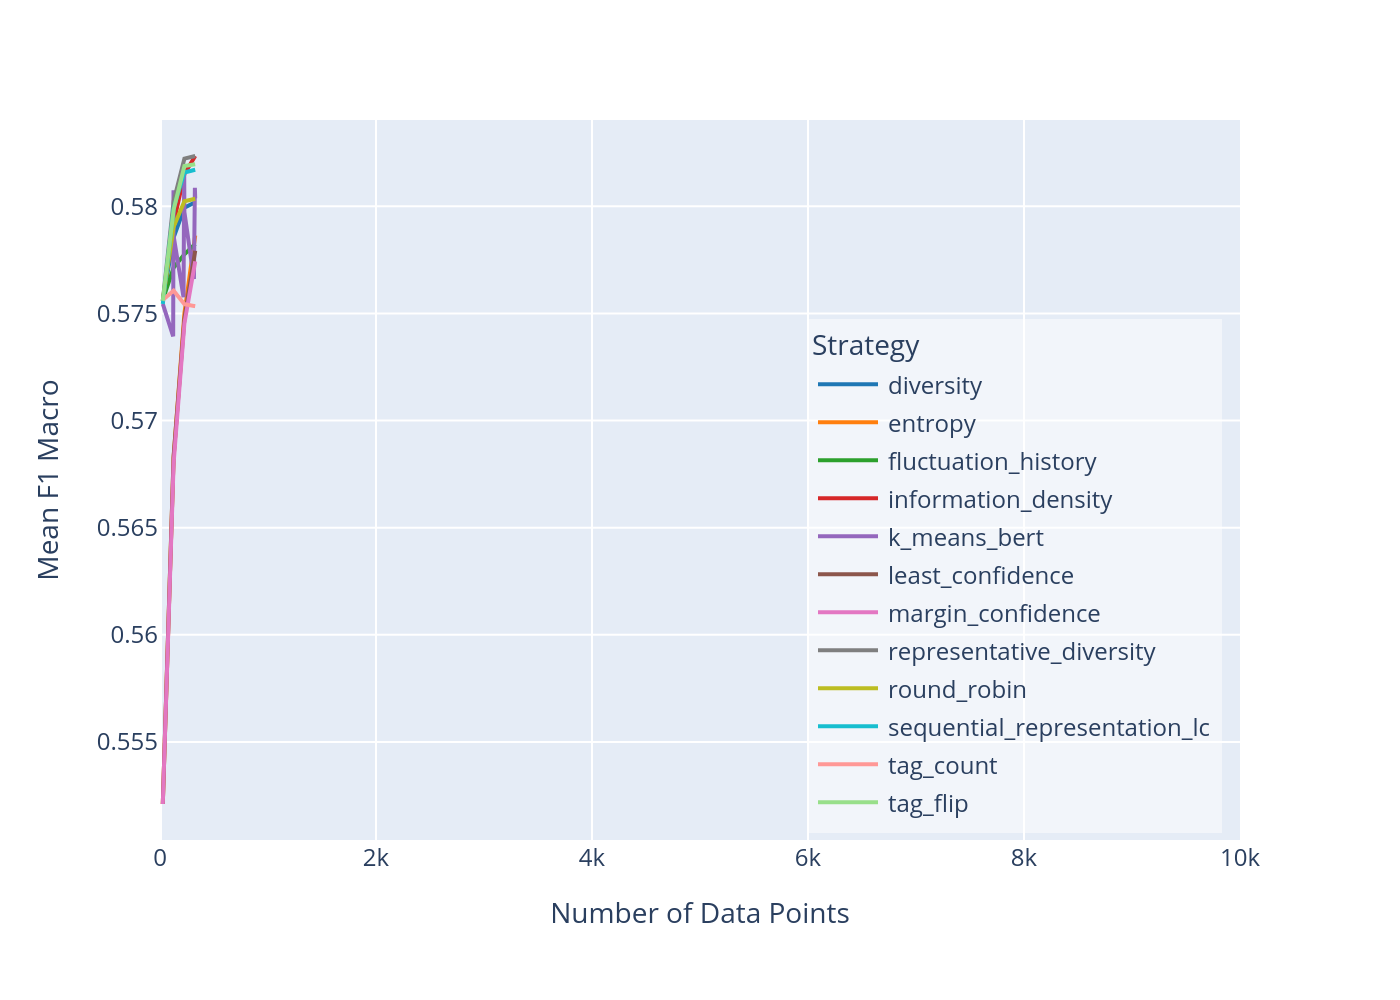 0.58
0.575
0.57
0.565
0.56
0.555
Mean F1 Macro
Strategy
diversity
entropy
fluctuation_history
information_density
k_means_bert
least_confidence
margin_confidence
representative_diversity
round_robin
sequential_representation_lc
tag_count
tag_flip
0 2k 4k 6k 8k 10k
Number of Data Points